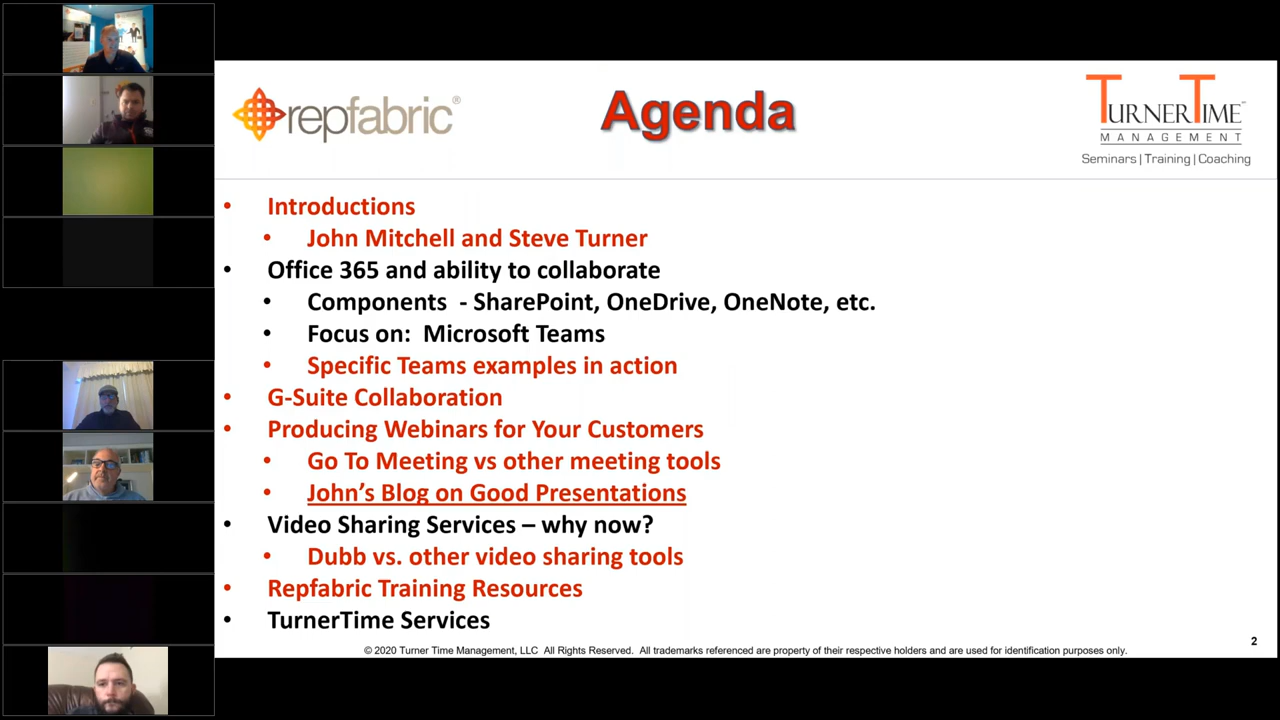 repfabric®
Agenda
TURNERTIME
MANAGEMENT
Seminars | Training | Coaching
• Introductions
• John Mitchell and Steve Turner
• Office 365 and ability to collaborate
• Components - SharePoint, OneDrive, OneNote, etc.
• Focus on: Microsoft Teams
• Specific Teams examples in action
• G-Suite Collaboration
• Producing Webinars for Your Customers
• Go To Meeting vs other meeting tools
• John’s Blog on Good Presentations
• Video Sharing Services – why now?
• Dubb vs. other video sharing tools
• Repfabric Training Resources
• TurnerTime Services
© 2020 Turner Time Management, LLC All Rights Reserved. All trademarks referenced are property of their respective holders and are used for identification purposes only.
2